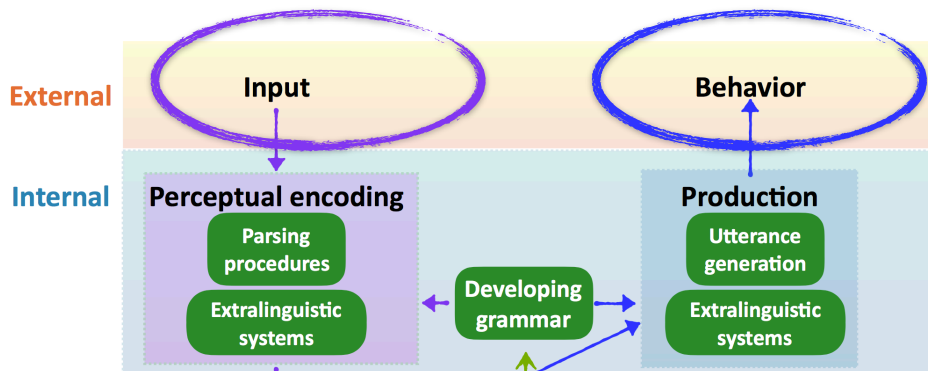 External
Input
Behavior
Internal
Perceptual encoding
Parsing
procedures
Extralinguistic
systems
Developing
grammar
Production
Utterance
generation
Extralinguistic
systems